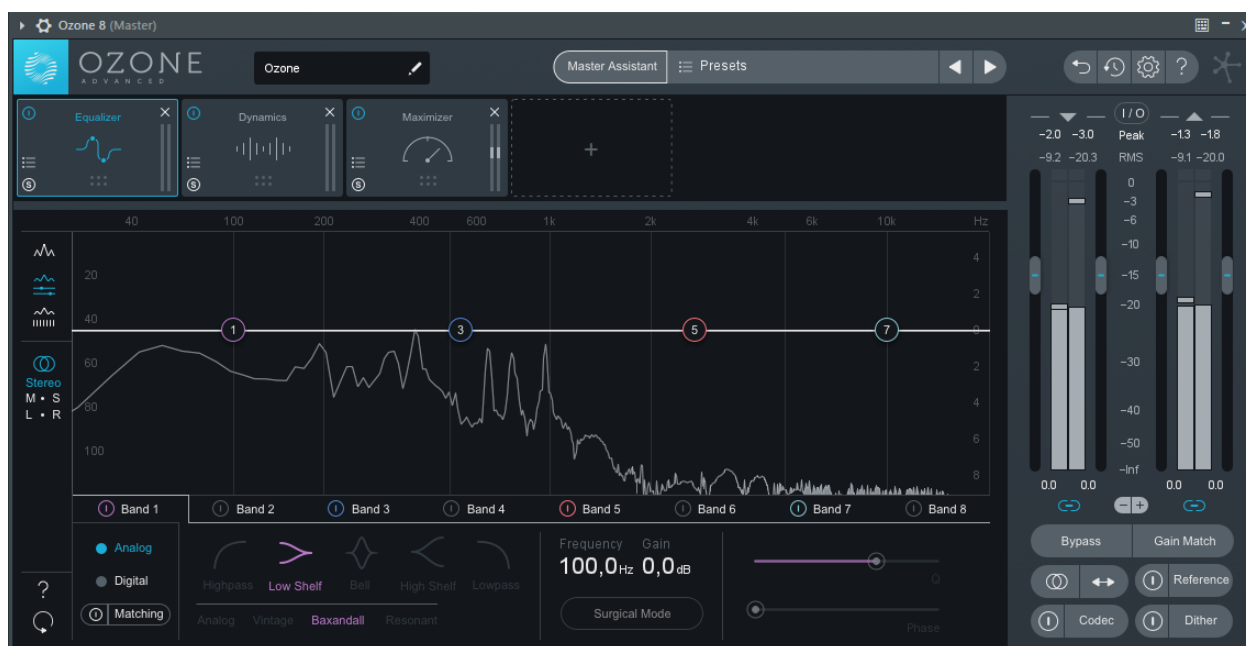 Ozone 8 (Master)
OZONE
ADVANCED
Ozone
Master Assistant
Presets
?
Equalizer
X
Dynamics
X
Maximizer
X
+
S
S
S
I/O
-2.0 -3.0 Peak -1.3 -1.8
-9.2 -20.3 RMS -9.1 -20.0
40 100 200 400 600 1k 2k 4k 6k 10k Hz
20
40
60
80
100
4
2
0
2
4
6
8
1
3
5
7
Stereo
M • S
L • R
0
-3
-6
-10
-15
-20
-30
-40
-50
-Inf
0.0 0.0 0.0 0.0
Band 1 Band 2 Band 3 Band 4 Band 5 Band 6 Band 7 Band 8
Analog
Digital
Matching
?
Highpass Low Shelf Bell High Shelf Lowpass
Analog Vintage Baxandall Resonant
Frequency Gain
100,0Hz 0,0dB
Surgical Mode
Q
Phase
Bypass Gain Match
Reference
Codec Dither